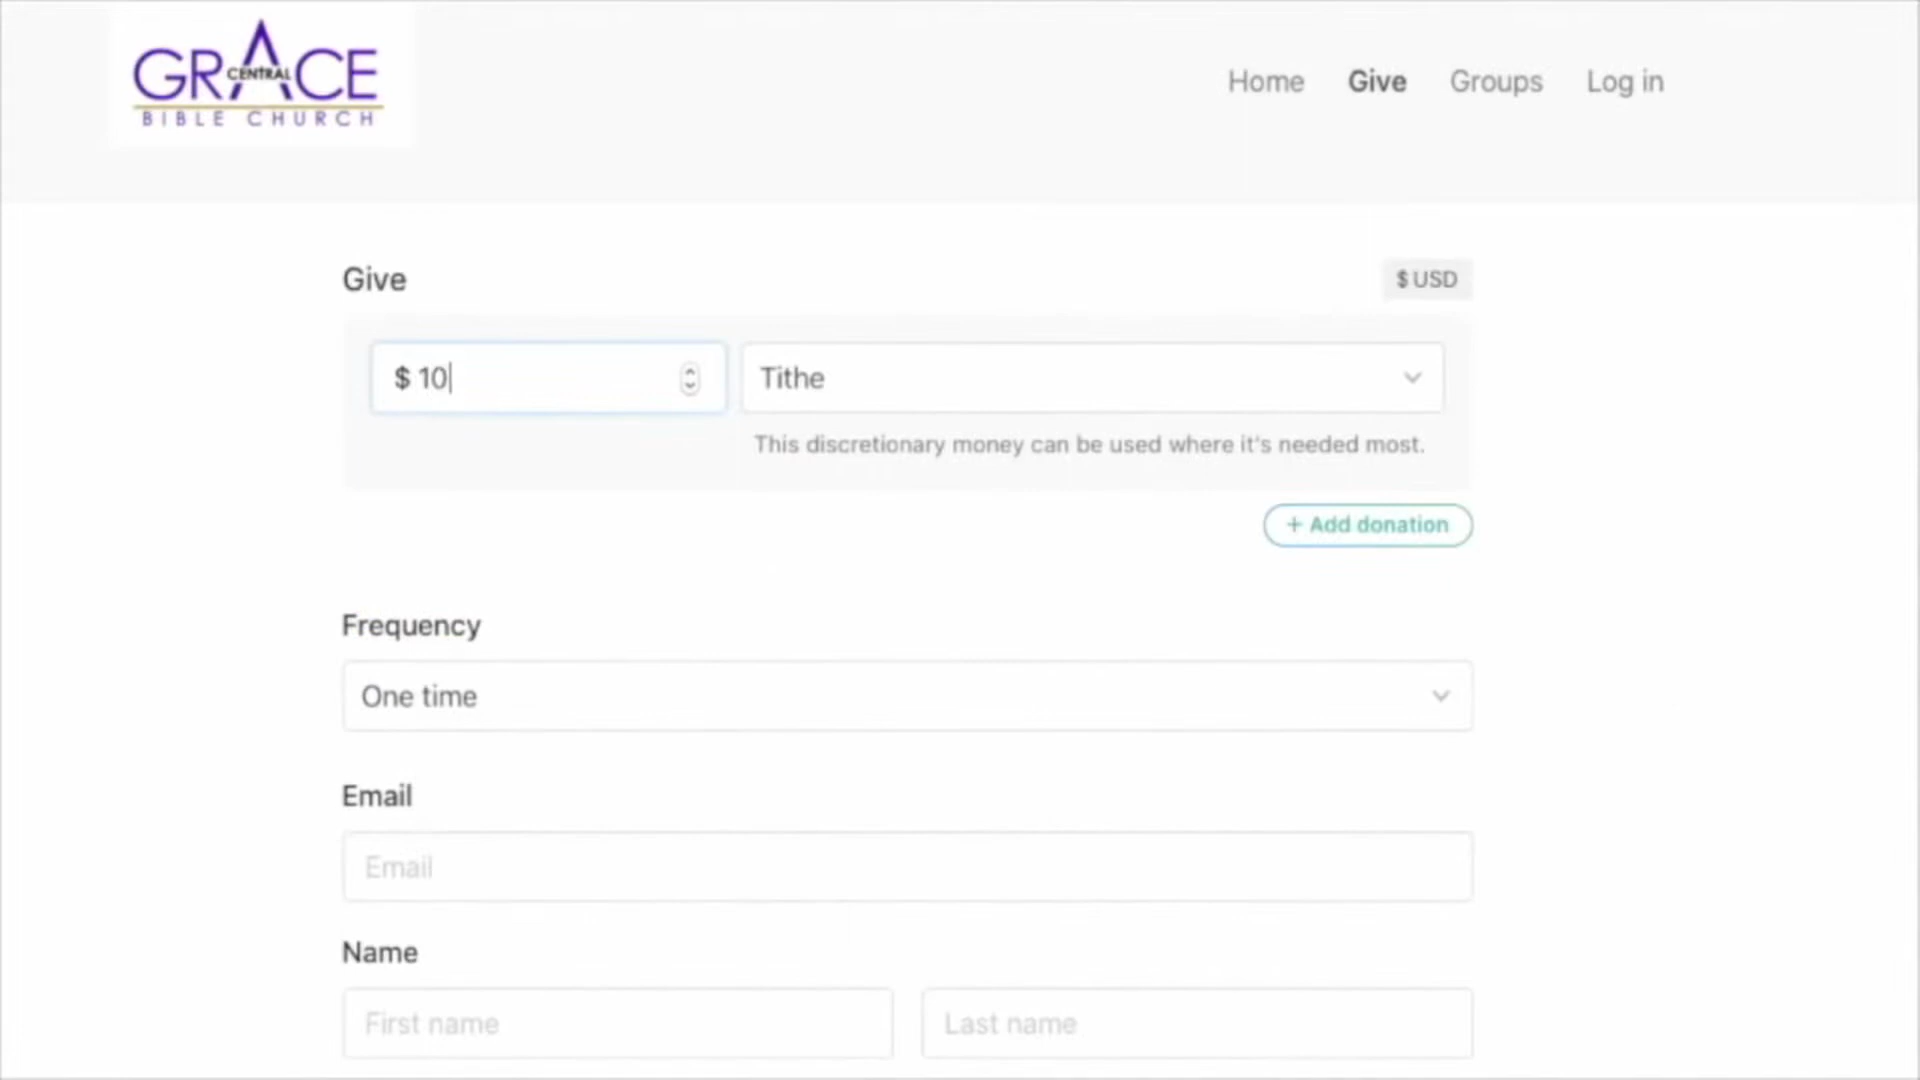 GRACE
CENTRAL
BIBLE CHURCH
Home Give Groups Log in
Give
$ USD
$ 10
Tithe
This discretionary money can be used where it's needed most.
+ Add donation
Frequency
One time
Email
Email
Name
First name
Last name